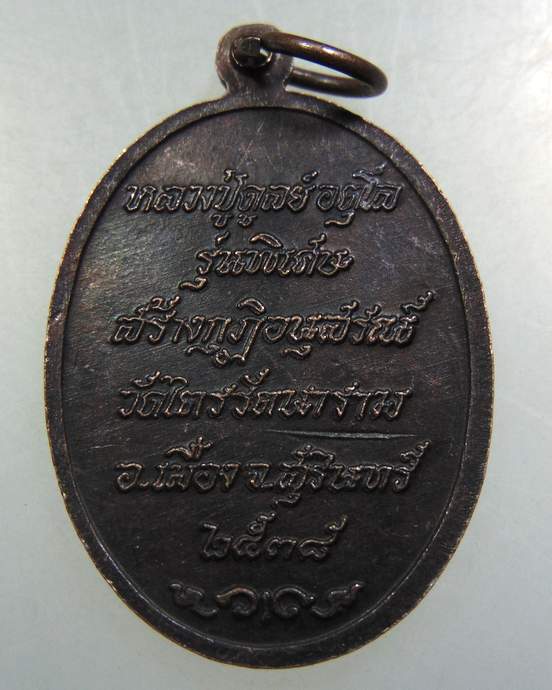 หลวงปู่ดูลย์ อตุโล
รุ่นพิเศษ
สร้างกุฏิอนุสรณ์
วัดไตรรัตนาราม
อ.เมือง จ.สุรินทร์
๒๕๓๘